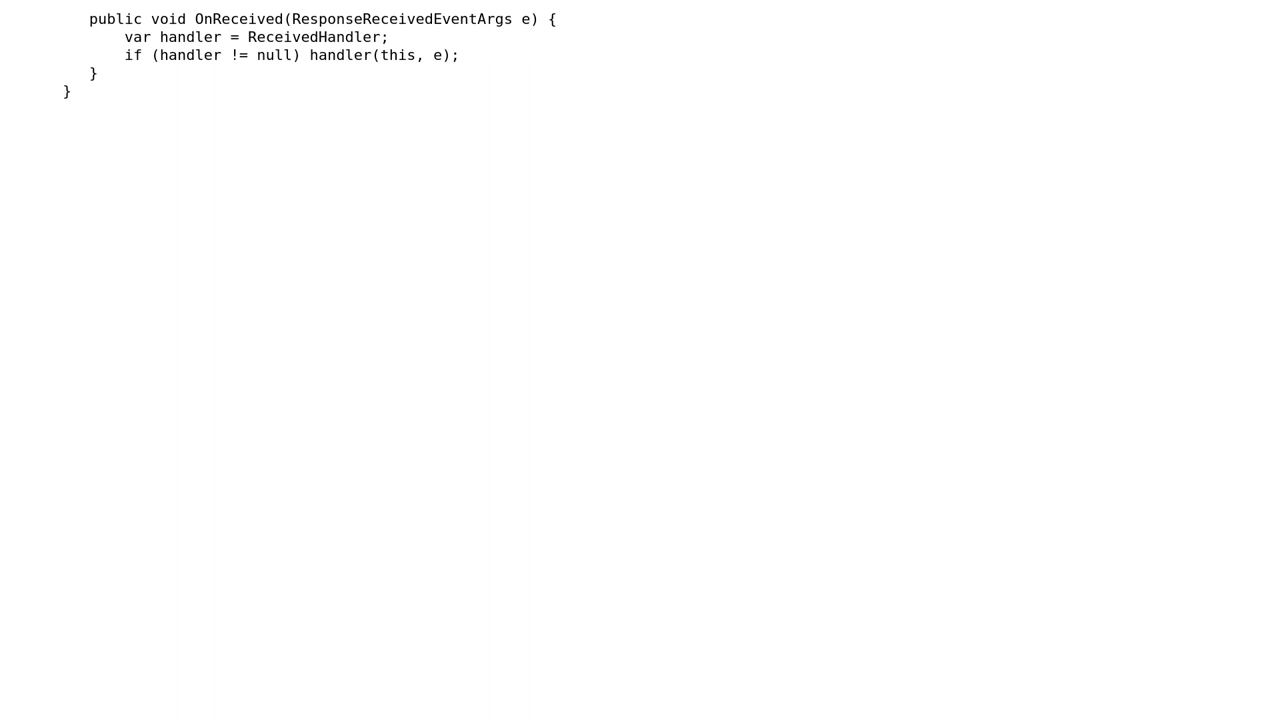 public void OnReceived(ResponseReceivedEventArgs e) {
var handler = ReceivedHandler;
if (handler != null) handler(this, e);
}
}